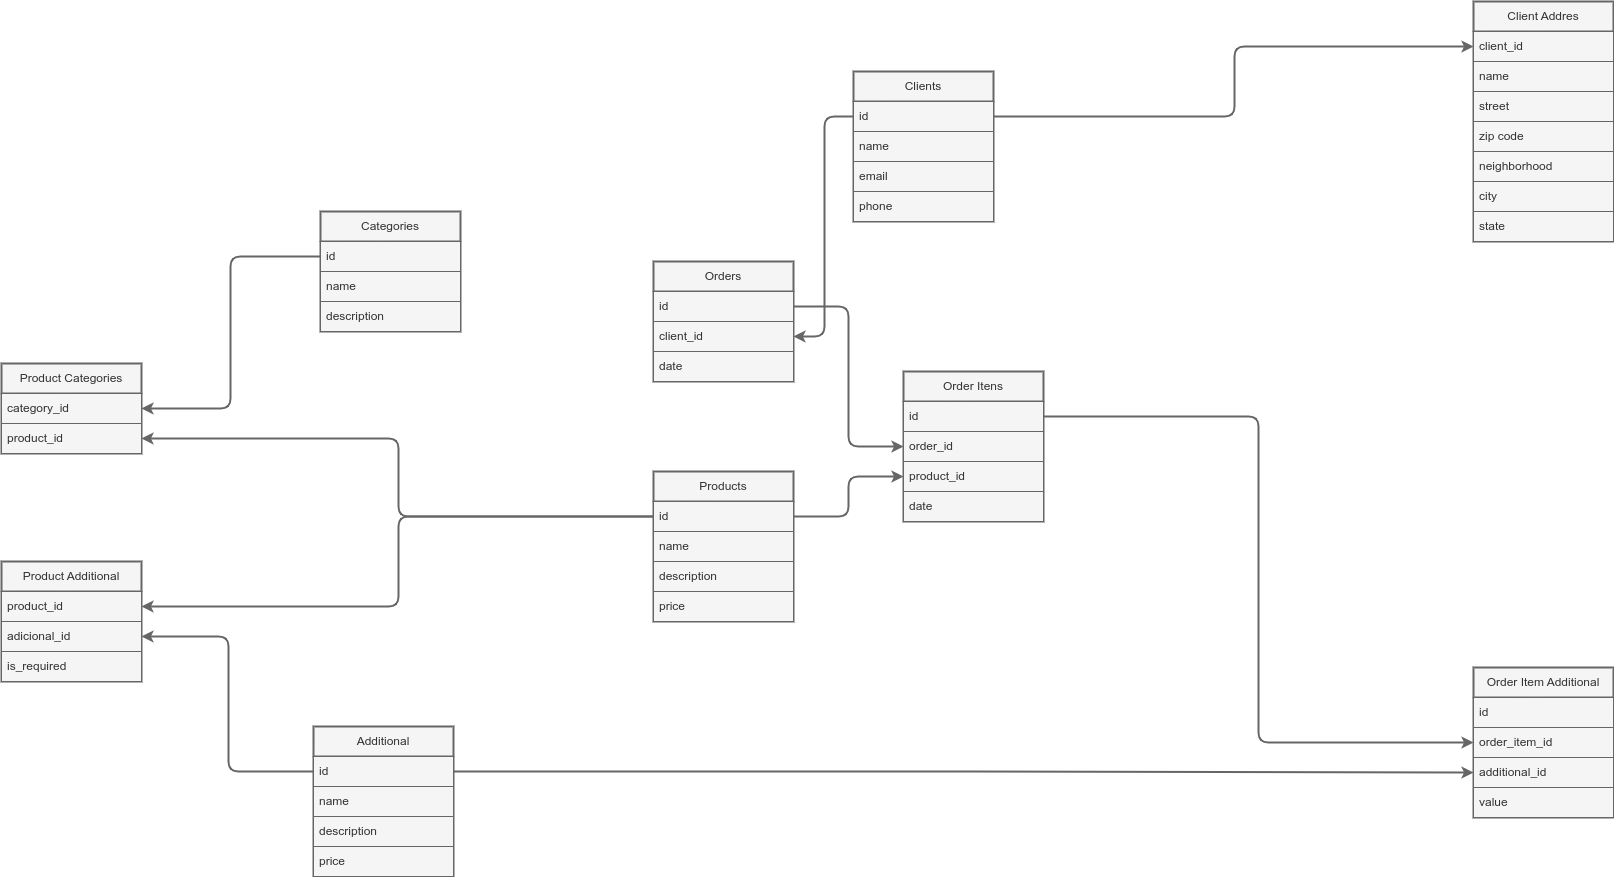 Client Addres
client_id
name
street
zip code
neighborhood
city
state
Clients
id
name
email
phone
Categories
id
name
description
Orders
id
client_id
date
Product Categories
category_id
product_id
Order Itens
id
order_id
product_id
date
Products
id
name
description
price
Product Additional
product_id
adicional_id
is_required
Order Item Additional
id
order_item_id
additional_id
value
Additional
id
name
description
price